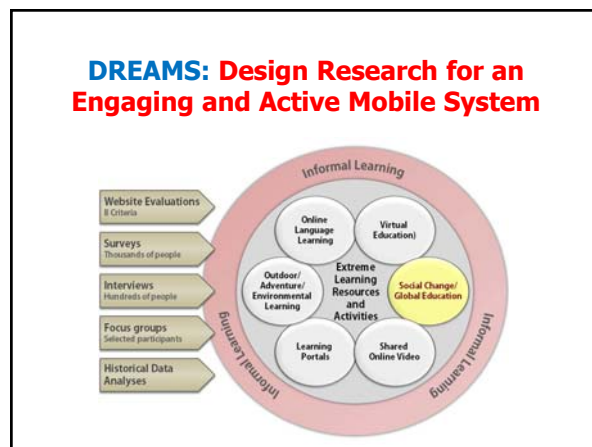 DREAMS: Design Research for an
Engaging and Active Mobile System
Website Evaluations
8 Criteria
Surveys
Thousands of people
Interviews
Hundreds of people
Focus groups
Selected participants
Historical Data
Analyses
Informal Learning
Online
Language
Learning
Virtual
Education)
Outdoor/
Adventure/
Environmental
Learning
Extreme
Learning
Resources
and
Activities
Social Change/
Global Education
Learning
Portals
Shared
Online Video
Informal Learning
Informal Learning